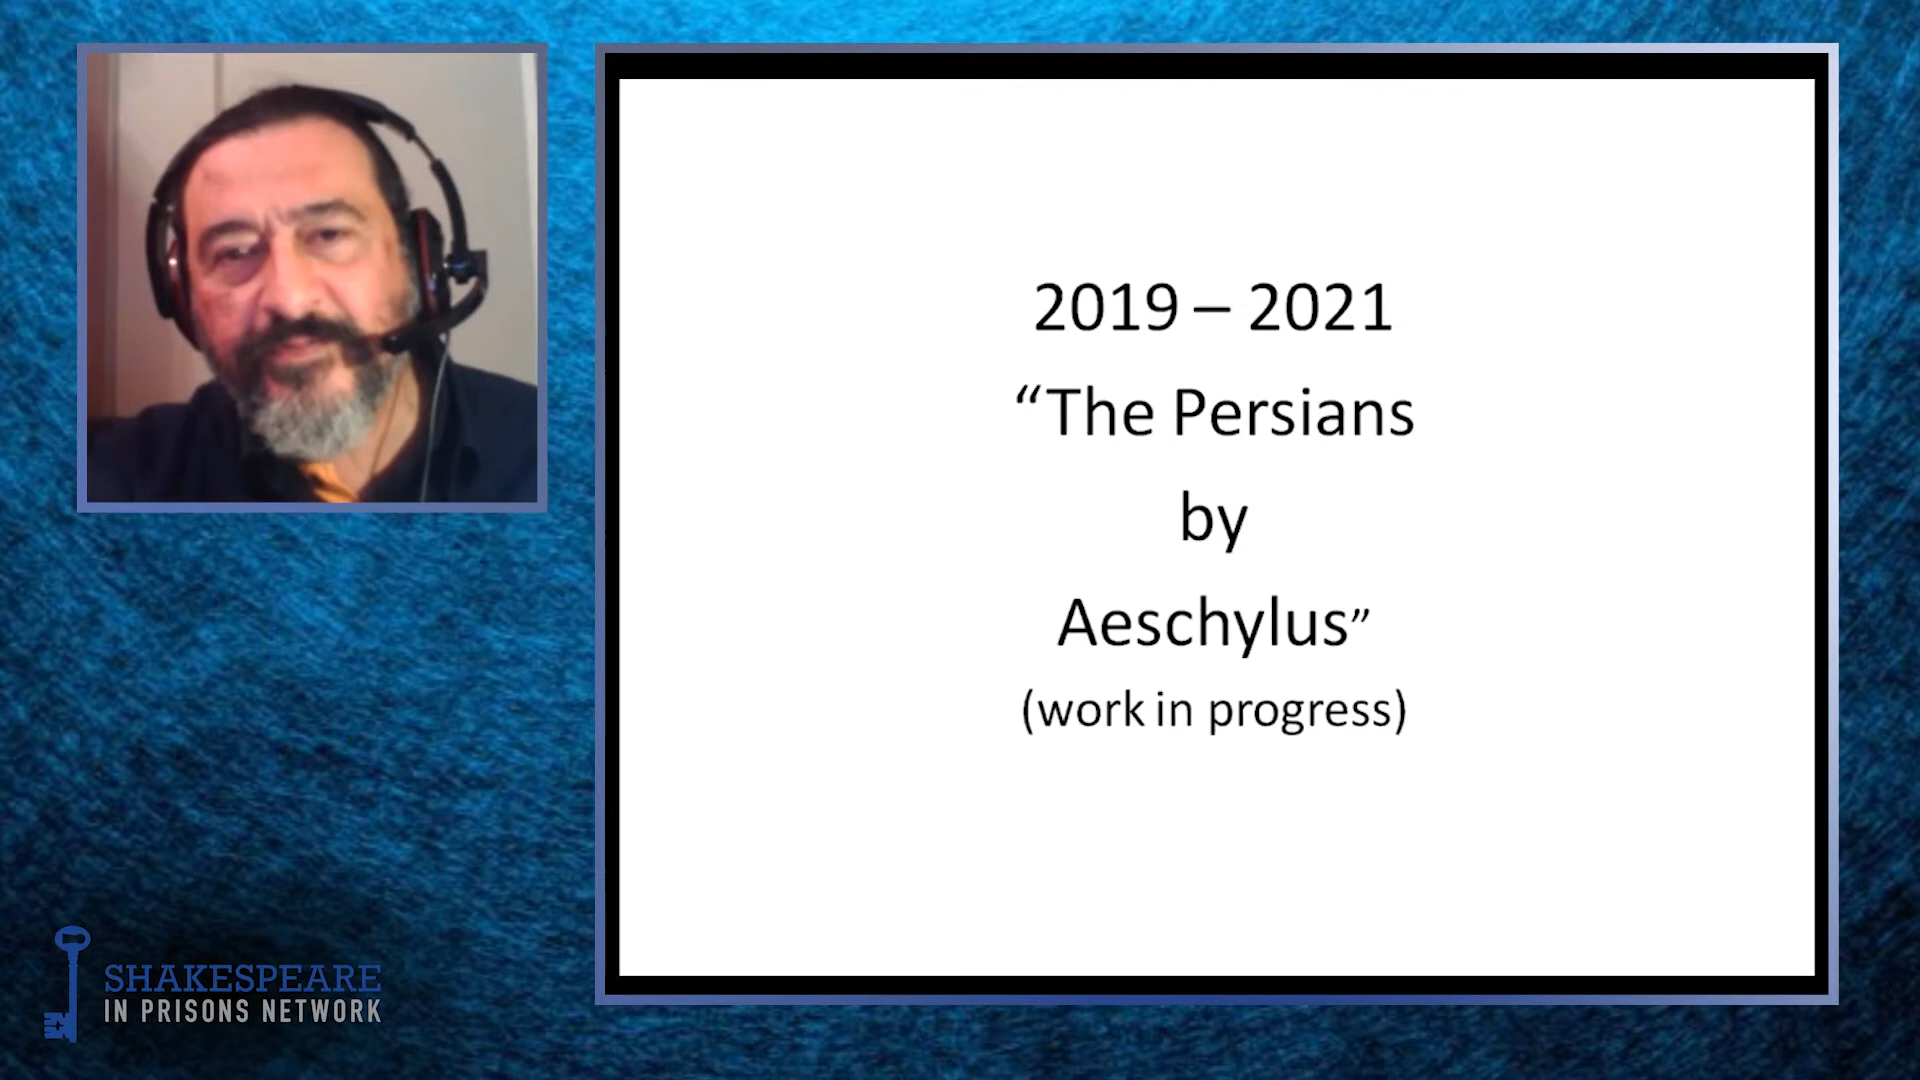 2019 – 2021
“The Persians
by
Aeschylus”
(work in progress)
SHAKESPEARE
IN PRISONS NETWORK